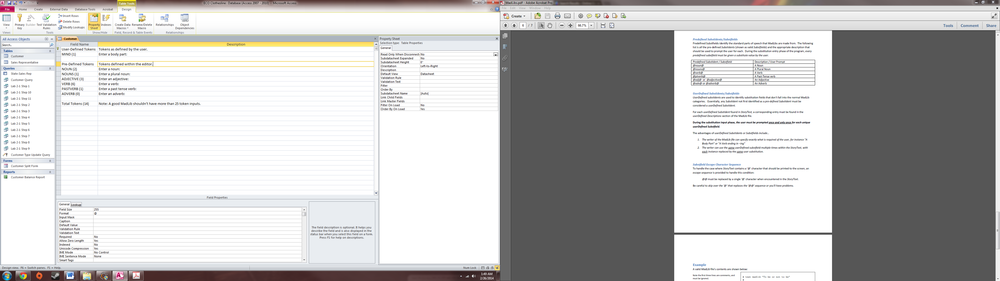 ECO Clothesline : Database (Access 2007 - 2010) - Microsoft Access
Table Tools
File Home Create External Data Database Tools Acrobat Design
View
Primary Key
Builder
Test Validation Rules
Insert Rows
Delete Rows
Modify Lookups
Property Sheet
Indexes
Create Data Macros
Rename/Delete Macro
Relationships
Object Dependencies
Views Tools Show/Hide Field, Record & Table Events Relationships
All Access Objects
Search...
Tables
Customer
Sales Representative
Queries
State-Sales Rep
Customer Query
Lab 2-1 Step 1
Lab 2-1 Step 10
Lab 2-1 Step 11
Lab 2-1 Step 2
Lab 2-1 Step 3
Lab 2-1 Step 4
Lab 2-1 Step 5
Lab 2-1 Step 6
Lab 2-1 Step 7
Lab 2-1 Step 8
Lab 2-1 Step 9
Customer Type Update Query
Forms
Customer Split Form
Reports
Customer Balance Report
Customer
Field Name Description
User-Defined Tokens Tokens as defined by the user.
MIND (1) Enter a body part:
Pre-Defined Tokens Tokens defined within the editor.
NOUN (2) Enter a noun:
NOUNS (1) Enter a plural noun:
ADJECTIVE (3) Enter an adjective:
VERB (6) Enter a verb:
PASTVERB (1) Enter a past tense verb:
ADVERB (0) Enter an adverb:
Total Tokens (14) Note: A good MadLib shouldn't have more than 25 token inputs.
Field Properties
General Lookup
Field Size 255
Format @
Input Mask
Caption
Default Value
Validation Rule
Validation Text
Required No
Allow Zero Length Yes
Indexed No
Unicode Compression Yes
IME Mode No Control
IME Sentence Mode None
Smart Tags
The field description is optional. It helps you
describe the field and is also displayed in the
status bar when you select this field on a form.
Press F1 for help on descriptions.
Property Sheet
Selection type: Table Properties
General
Read Only When Disconnect No
Subdatasheet Expanded No
Subdatasheet Height 0"
Orientation Left-to-Right
Description
Default View Datasheet
Validation Rule
Validation Text
Filter
Order By
Subdatasheet Name [Auto]
Link Child Fields
Link Master Fields
Filter On Load No
Order By On Load Yes
Design view. F6 = Switch panes. F1 = Help.
Num Lock
1:49 AM
2/26/2014
MadLibs.pdf - Adobe Acrobat Pro
File Edit View Window Help
Create
6 / 7
66.7%
Tools Comment Share
Predefined SubstIdents/Substfields
Predefined Substfields identify the standard parts of speech that MadLibs are made from. The following
list is all the pre-defined SubstIdents (shown as valid Substfields) and the appropriate description that
should be used to prompt the user for each. During the substitution entry phase of the program, every
predefined substfield must be given a substitute value by the user.
Predefined SubstIdent / Substfield Description / User Prompt
@noun@ A Noun
@nouns@ A Plural Noun
@verb@ A Verb
@ptverb@ A Past-Tense verb
@adj@ or @adjective@ An Adjective
@adv@ or @adverb@ An Adverb
UserDefined SubstIdents/Substfields
UserDefined substIdents are used to identify substitution fields that don't fall into the normal MadLib
categories. Essentially, any SubstIdent not first identified as a pre-defined SubstIdent must be
considered a userDefined SubstIdent.
For each userDefined SubstIdent found in StoryText, a corresponding entry must be found in the
userDefined Descriptions section of the MadLib file.
During the substitution input phase, the user must be prompted once and only once for each unique
userDefined Substfield.
The advantages of userDefined SubstIdents or Substfields include...
1. The writer of the MadLib file can specify exactly what is required of the user, for instance "A
Body Part" or "A Verb ending in –ing"
2. The writer can use the same userDefined substfield multiple times within the StoryText, with
each instance replaced by the same user substitution.
Substfield Escape Character Sequence
To handle the case where StoryText contains a '@' character that should be printed to the screen, an
escape sequence is provided to handle this condition:
@@ must be replaced by a single '@' character when encountered in the StoryText.
Be careful to skip over the '@' that replaces the '@@' sequence or you'll have problems.
Example
A valid MadLib file's contents are shown below:
Note the first three lines are comments, and
must be ignored.
# test madlib "To be or not to be"
#